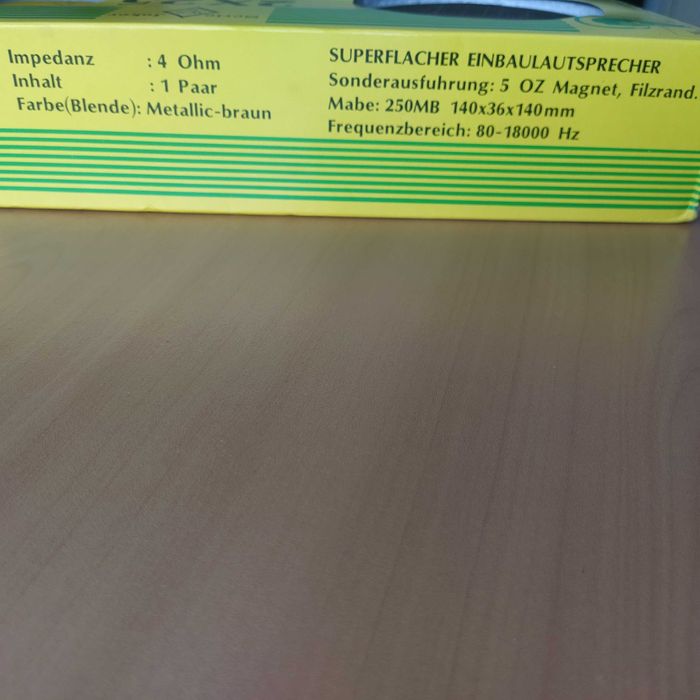 Impedanz : 4 Ohm
Inhalt : 1 Paar
Farbe(Blende): Metallic-braun
SUPERFLACHER EINBAULAUTSPRECHER
Sonderausfuhrung: 5 OZ Magnet, Filzrand.
Mabe: 250MB 140x36x140mm
Frequenzbereich: 80-18000 Hz